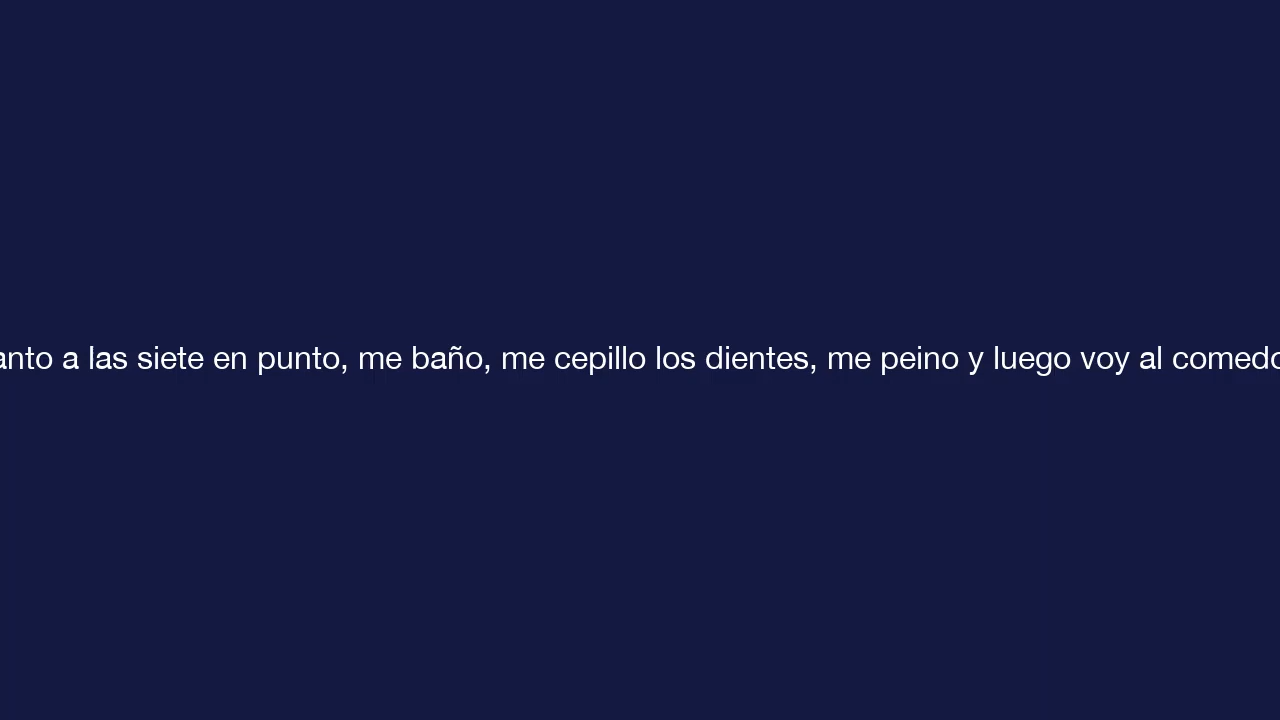 anto a las siete en punto, me baño, me cepillo los dientes, me peino y luego voy al comedo